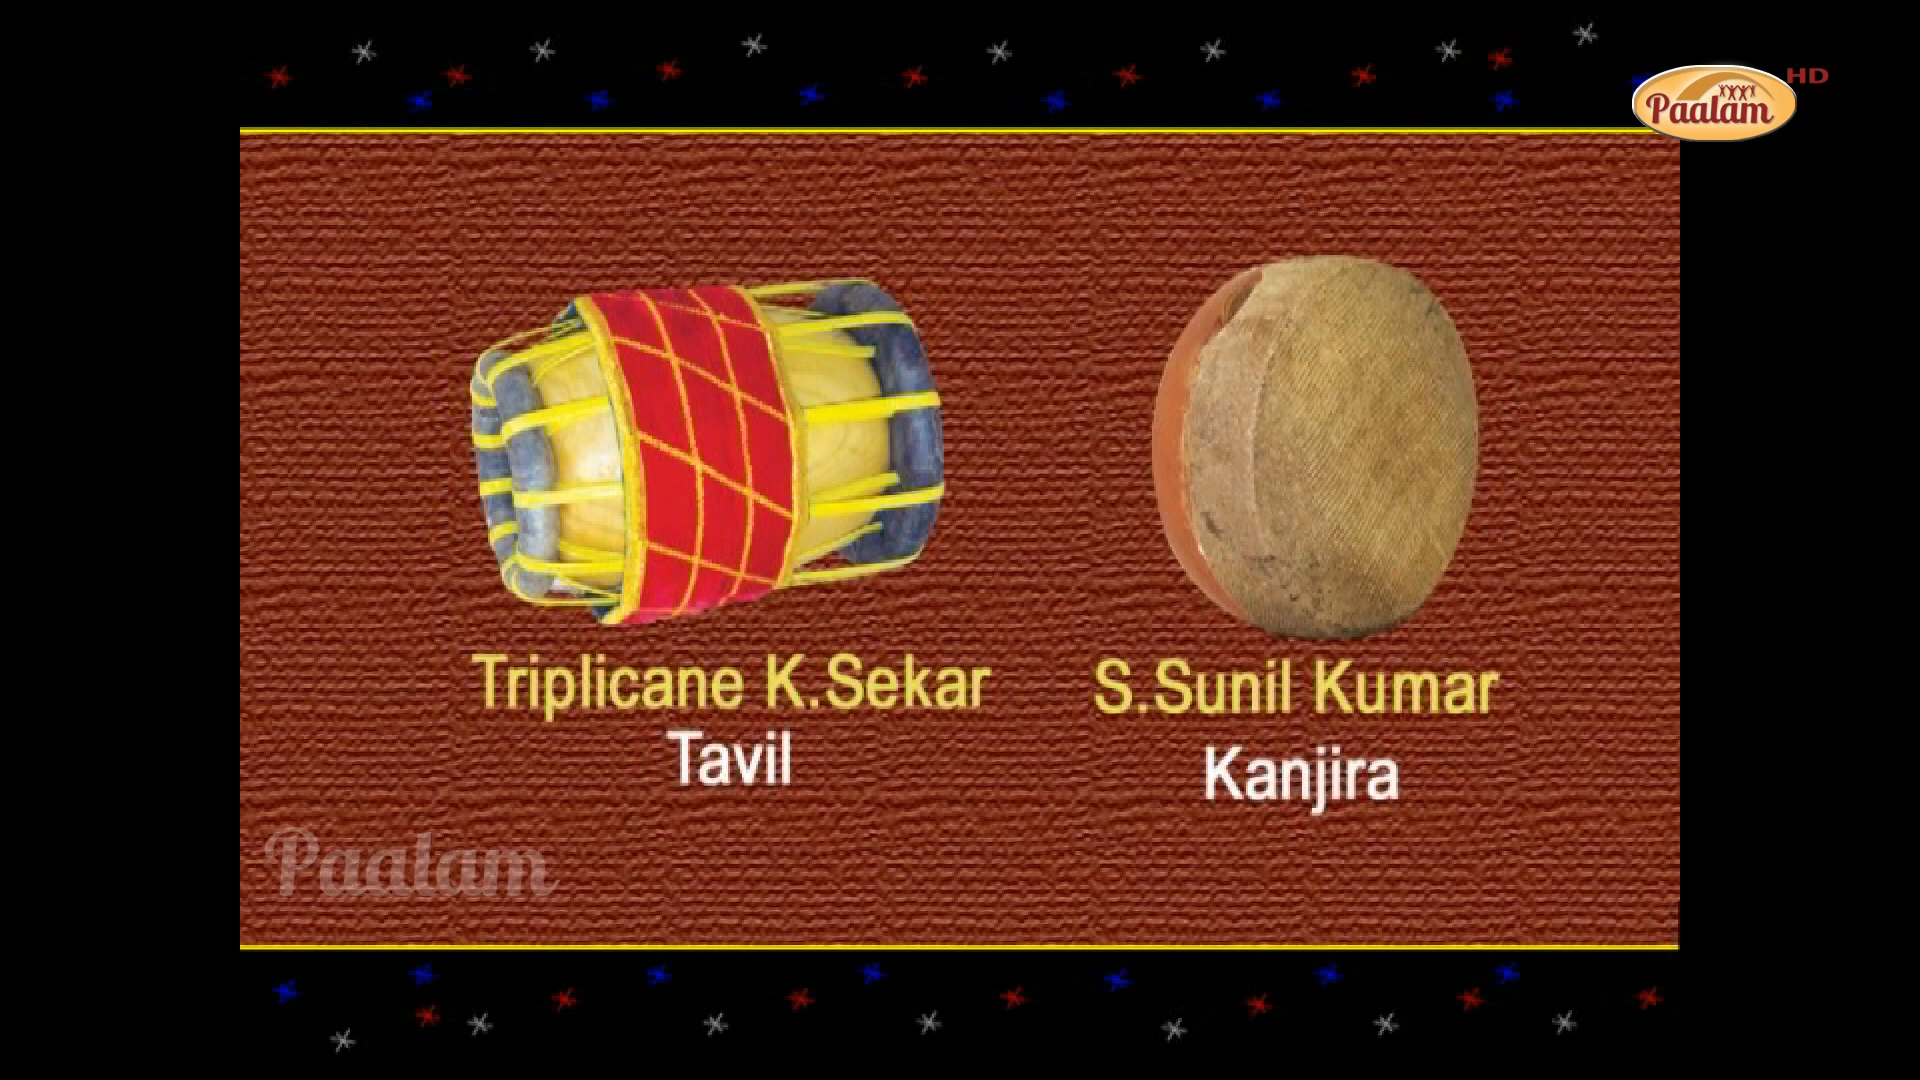 Paalam HD
Triplicane K.Sekar
Tavil
S.Sunil Kumar
Kanjira
Paalam